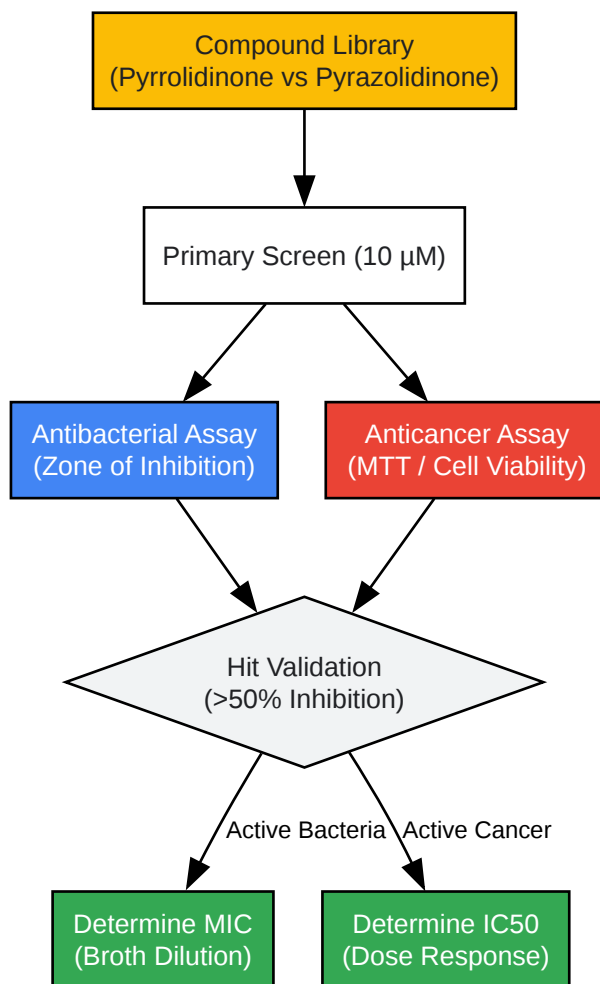 Compound Library
(Pyrrolidinone vs Pyrazolidinone)
Primary Screen (10 µM)
Antibacterial Assay
(Zone of Inhibition)
Anticancer Assay
(MTT / Cell Viability)
Hit Validation
(>50% Inhibition)
Active Bacteria
Active Cancer
Determine MIC
(Broth Dilution)
Determine IC50
(Dose Response)